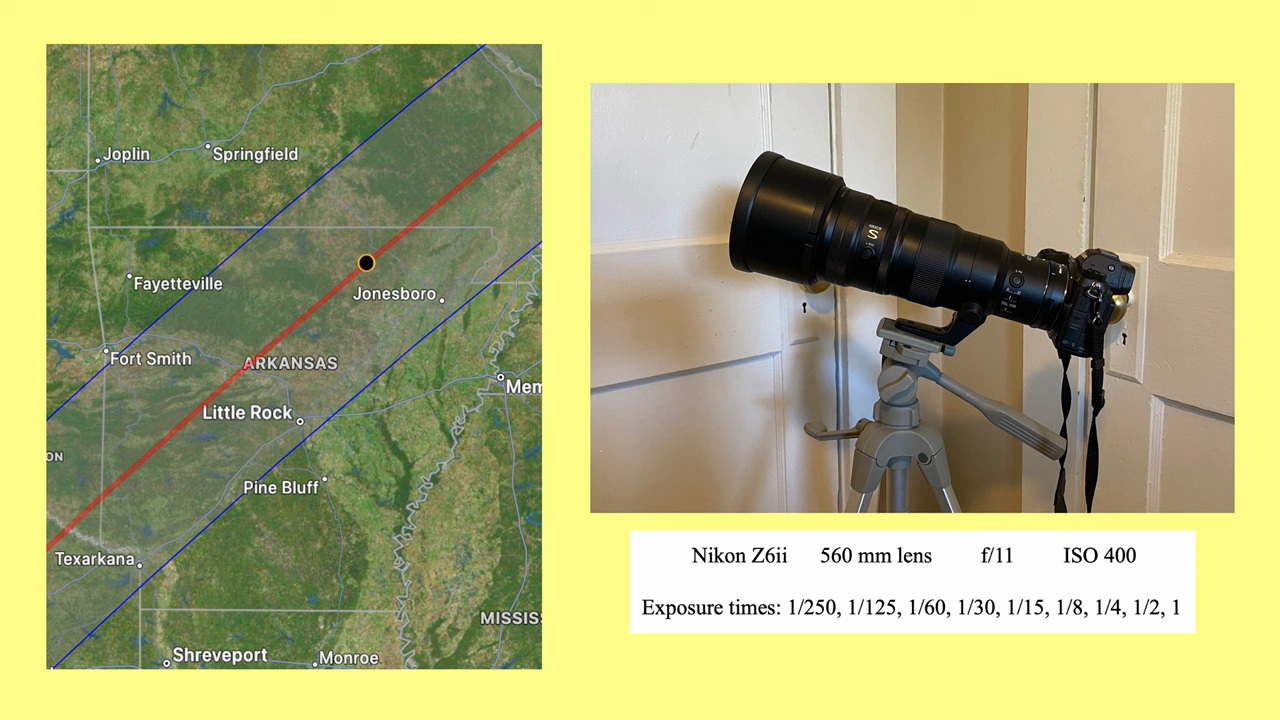 Joplin
Springfield
Fayetteville
Jonesboro
Fort Smith
ARKANSAS
Mem
Little Rock
ON
Pine Bluff
Texarkana
MISSIS
Shreveport
Monroe
NIKKOR
S
Nikon Z6ii 560 mm lens f/11 ISO 400
Exposure times: 1/250, 1/125, 1/60, 1/30, 1/15, 1/8, 1/4, 1/2, 1